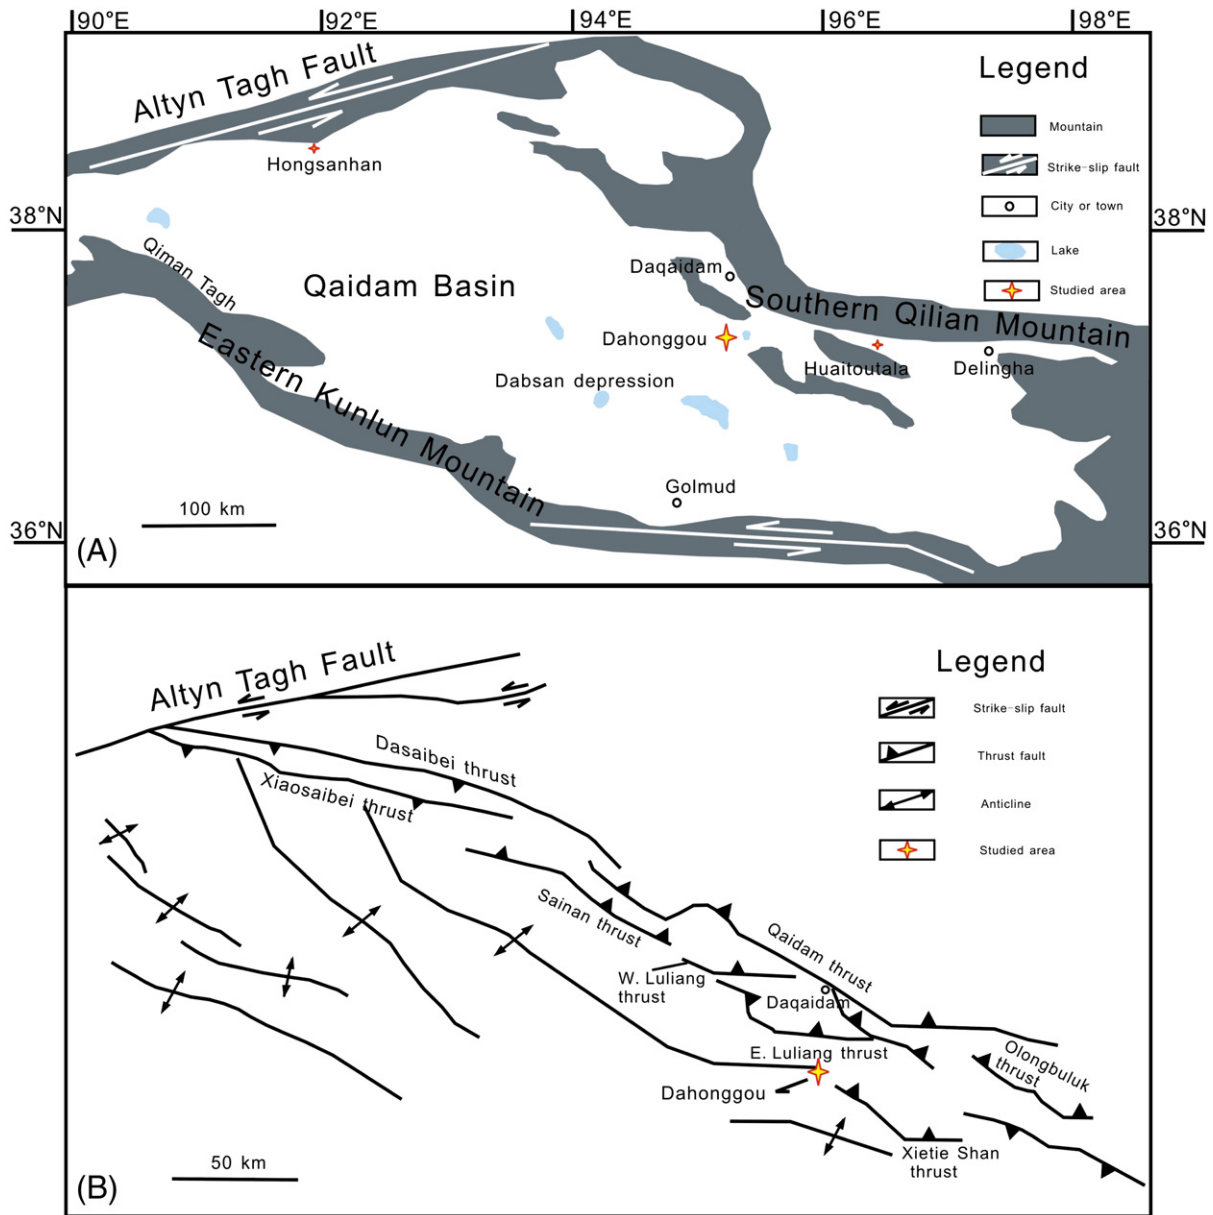 90°E
92°E
94°E
96°E
98°E
Altyn Tagh Fault
Legend
Mountain
Hongsanhan
Strike-slip fault
City or town
38°N
38°N
Qiman Tagh
Lake
Daqaidam
Qaidam Basin
Studied area
Southern Qilian Mountain
Dahonggou
Huaitoutala
Delingha
Eastern Kunlun Mountain
Dabsan depression
Golmud
100 km
36°N
36°N
(A)
Altyn Tagh Fault
Legend
Strike-slip fault
Dasaibei thrust
Thrust fault
Xiaosaibei thrust
Anticline
Studied area
Sainan thrust
Qaidam thrust
W. Luliang
thrust
Daqaidam
E. Luliang thrust
Olongbuluk
thrust
Dahonggou
Xietie Shan
thrust
50 km
(B)